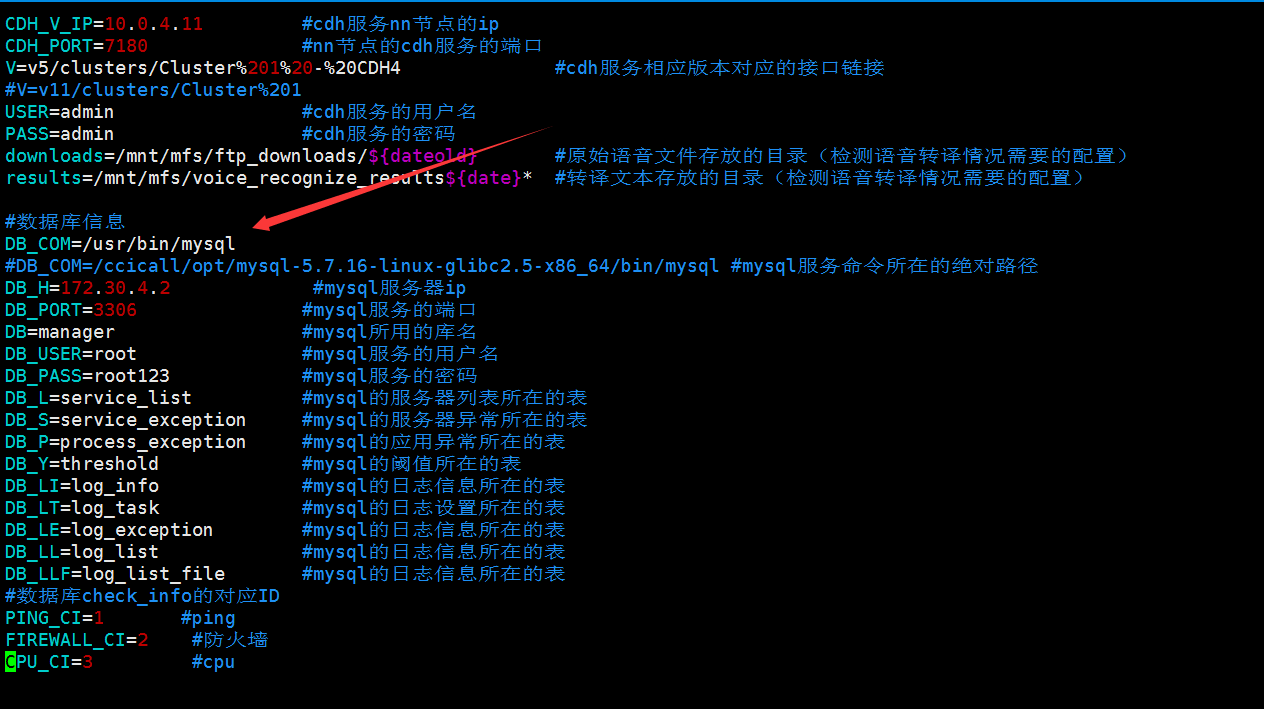 CDH_V_IP=10.0.4.11         #cdh服务nn节点的ip
CDH_PORT=7180              #nn节点的cdh服务的端口
V=v5/clusters/Cluster%201%20-%20CDH4              #cdh服务相应版本对应的接口链接
#V=v11/clusters/Cluster%201
USER=admin                 #cdh服务的用户名
PASS=admin                 #cdh服务的密码
downloads=/mnt/mfs/ftp_downloads/${dateold}       #原始语音文件存放的目录（检测语音转译情况需要的配置）
results=/mnt/mfs/voice_recognize_results${date}*  #转译文本存放的目录（检测语音转译情况需要的配置）
#数据库信息
DB_COM=/usr/bin/mysql
#DB_COM=/ccicall/opt/mysql-5.7.16-linux-glibc2.5-x86_64/bin/mysql #mysql服务命令所在的绝对路径
DB_H=172.30.4.2             #mysql服务器ip
DB_PORT=3306               #mysql服务的端口
DB=manager                 #mysql所用的库名
DB_USER=root               #mysql服务的用户名
DB_PASS=root123            #mysql服务的密码
DB_L=service_list          #mysql的服务器列表所在的表
DB_S=service_exception     #mysql的服务器异常所在的表
DB_P=process_exception     #mysql的应用异常所在的表
DB_Y=threshold             #mysql的阈值所在的表
DB_LI=log_info             #mysql的日志信息所在的表
DB_LT=log_task             #mysql的日志设置所在的表
DB_LE=log_exception        #mysql的日志信息所在的表
DB_LL=log_list             #mysql的日志信息所在的表
DB_LLF=log_list_file       #mysql的日志信息所在的表
#数据库check_info的对应ID
PING_CI=1       #ping
FIREWALL_CI=2    #防火墙
CPU_CI=3         #cpu